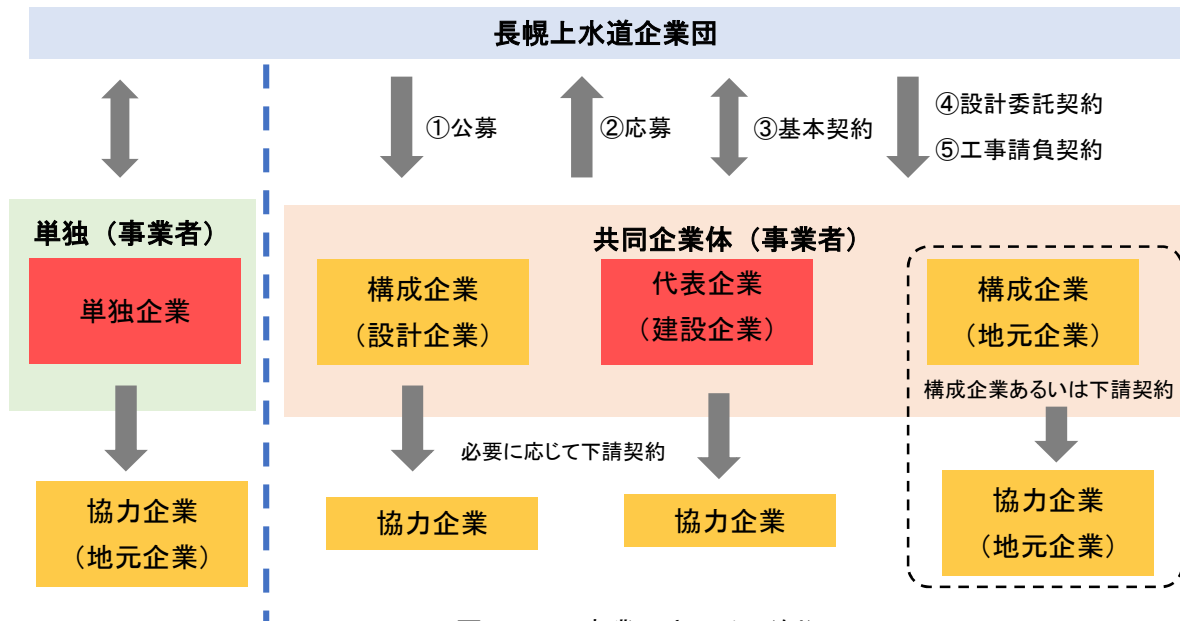 長幌上水道企業団
①公募
②応募
③基本契約
④設計委託契約
⑤工事請負契約
単独（事業者）
単独企業
協力企業
（地元企業）
共同企業体（事業者）
構成企業
（設計企業）
代表企業
（建設企業）
構成企業
（地元企業）
構成企業あるいは下請契約
必要に応じて下請契約
協力企業
協力企業
協力企業
（地元企業）